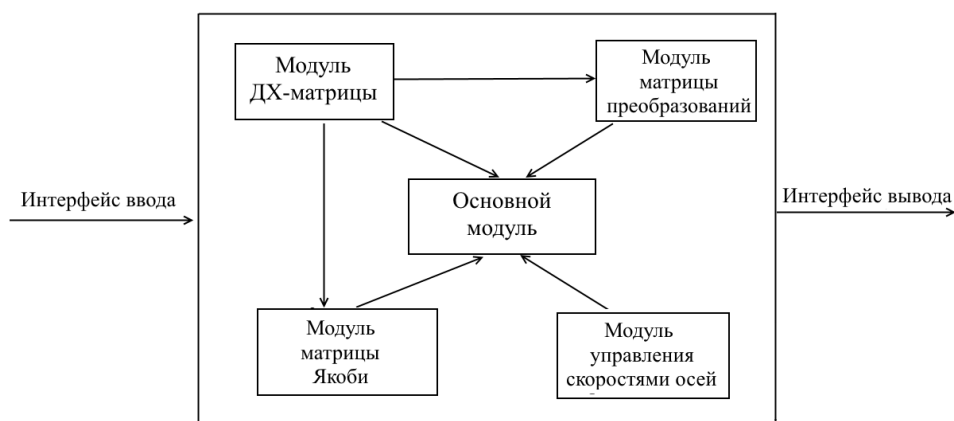 Модуль
ДХ-матрицы
Модуль
матрицы
преобразований
Интерфейс ввода
Основной
модуль
Интерфейс вывода
Модуль
матрицы
Якоби
Модуль
управления
скоростями осей